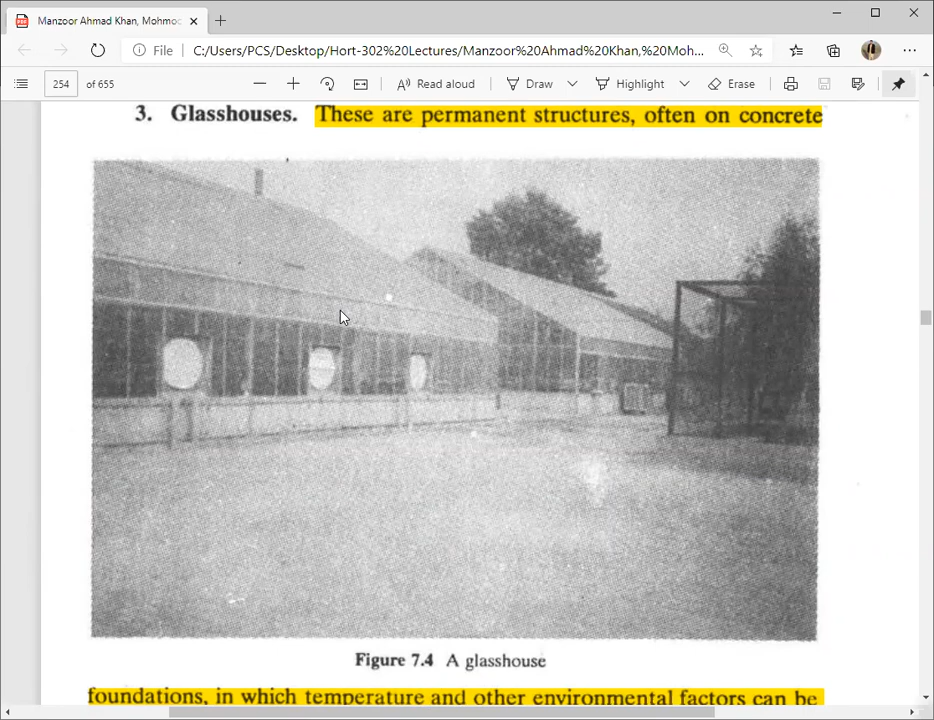 Manzoor Ahmad Khan, Mohmoo
File
C:/Users/PCS/Desktop/Hort-302%20Lectures/Manzoor%20Ahmad%20Khan,%20Moh...
254 of 655
Read aloud
Draw
Highlight
Erase
3. Glasshouses. These are permanent structures, often on concrete
Figure 7.4 A glasshouse
foundations, in which temperature and other environmental factors can be